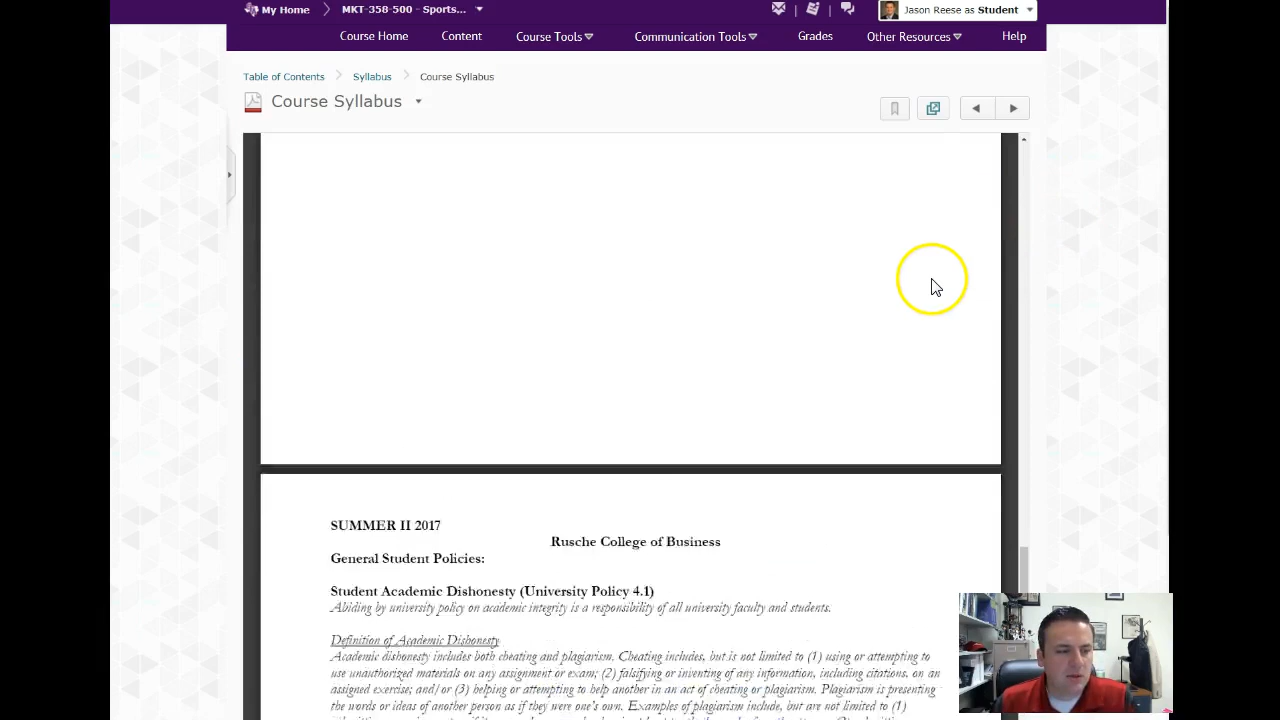 My Home
MKT-358-500 - Sports...
Jason Reese as Student
Course Home Content Course Tools Communication Tools Grades Other Resources Help
Table of Contents Syllabus Course Syllabus
Course Syllabus
SUMMER II 2017
Rusche College of Business
General Student Policies:
Student Academic Dishonesty (University Policy 4.1)
Abiding by university policy on academic integrity is a responsibility of all university faculty and students.
Definition of Academic Dishonesty
Academic dishonesty includes both cheating and plagiarism. Cheating includes, but is not limited to (1) using or attempting to
use unauthorized materials on any assignment or exam; (2) falsifying or inventing of any information, including citations, on an
assigned exercise; and/or (3) helping or attempting to help another in an act of cheating or plagiarism. Plagiarism is presenting
the words or ideas of another person as if they were one's own. Examples of plagiarism include, but are not limited to (1)